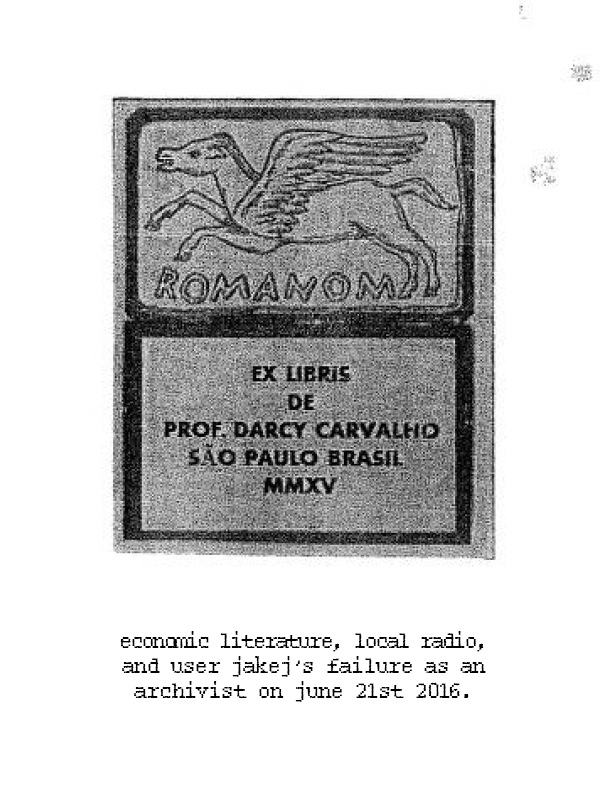 ROMANOM
EX LIBRIS
DE
PROF. DARCY CARVALHO
SÃO PAULO BRASIL
MMXV
economic literature, local radio,
and user jakej's failure as an
archivist on june 21st 2016.